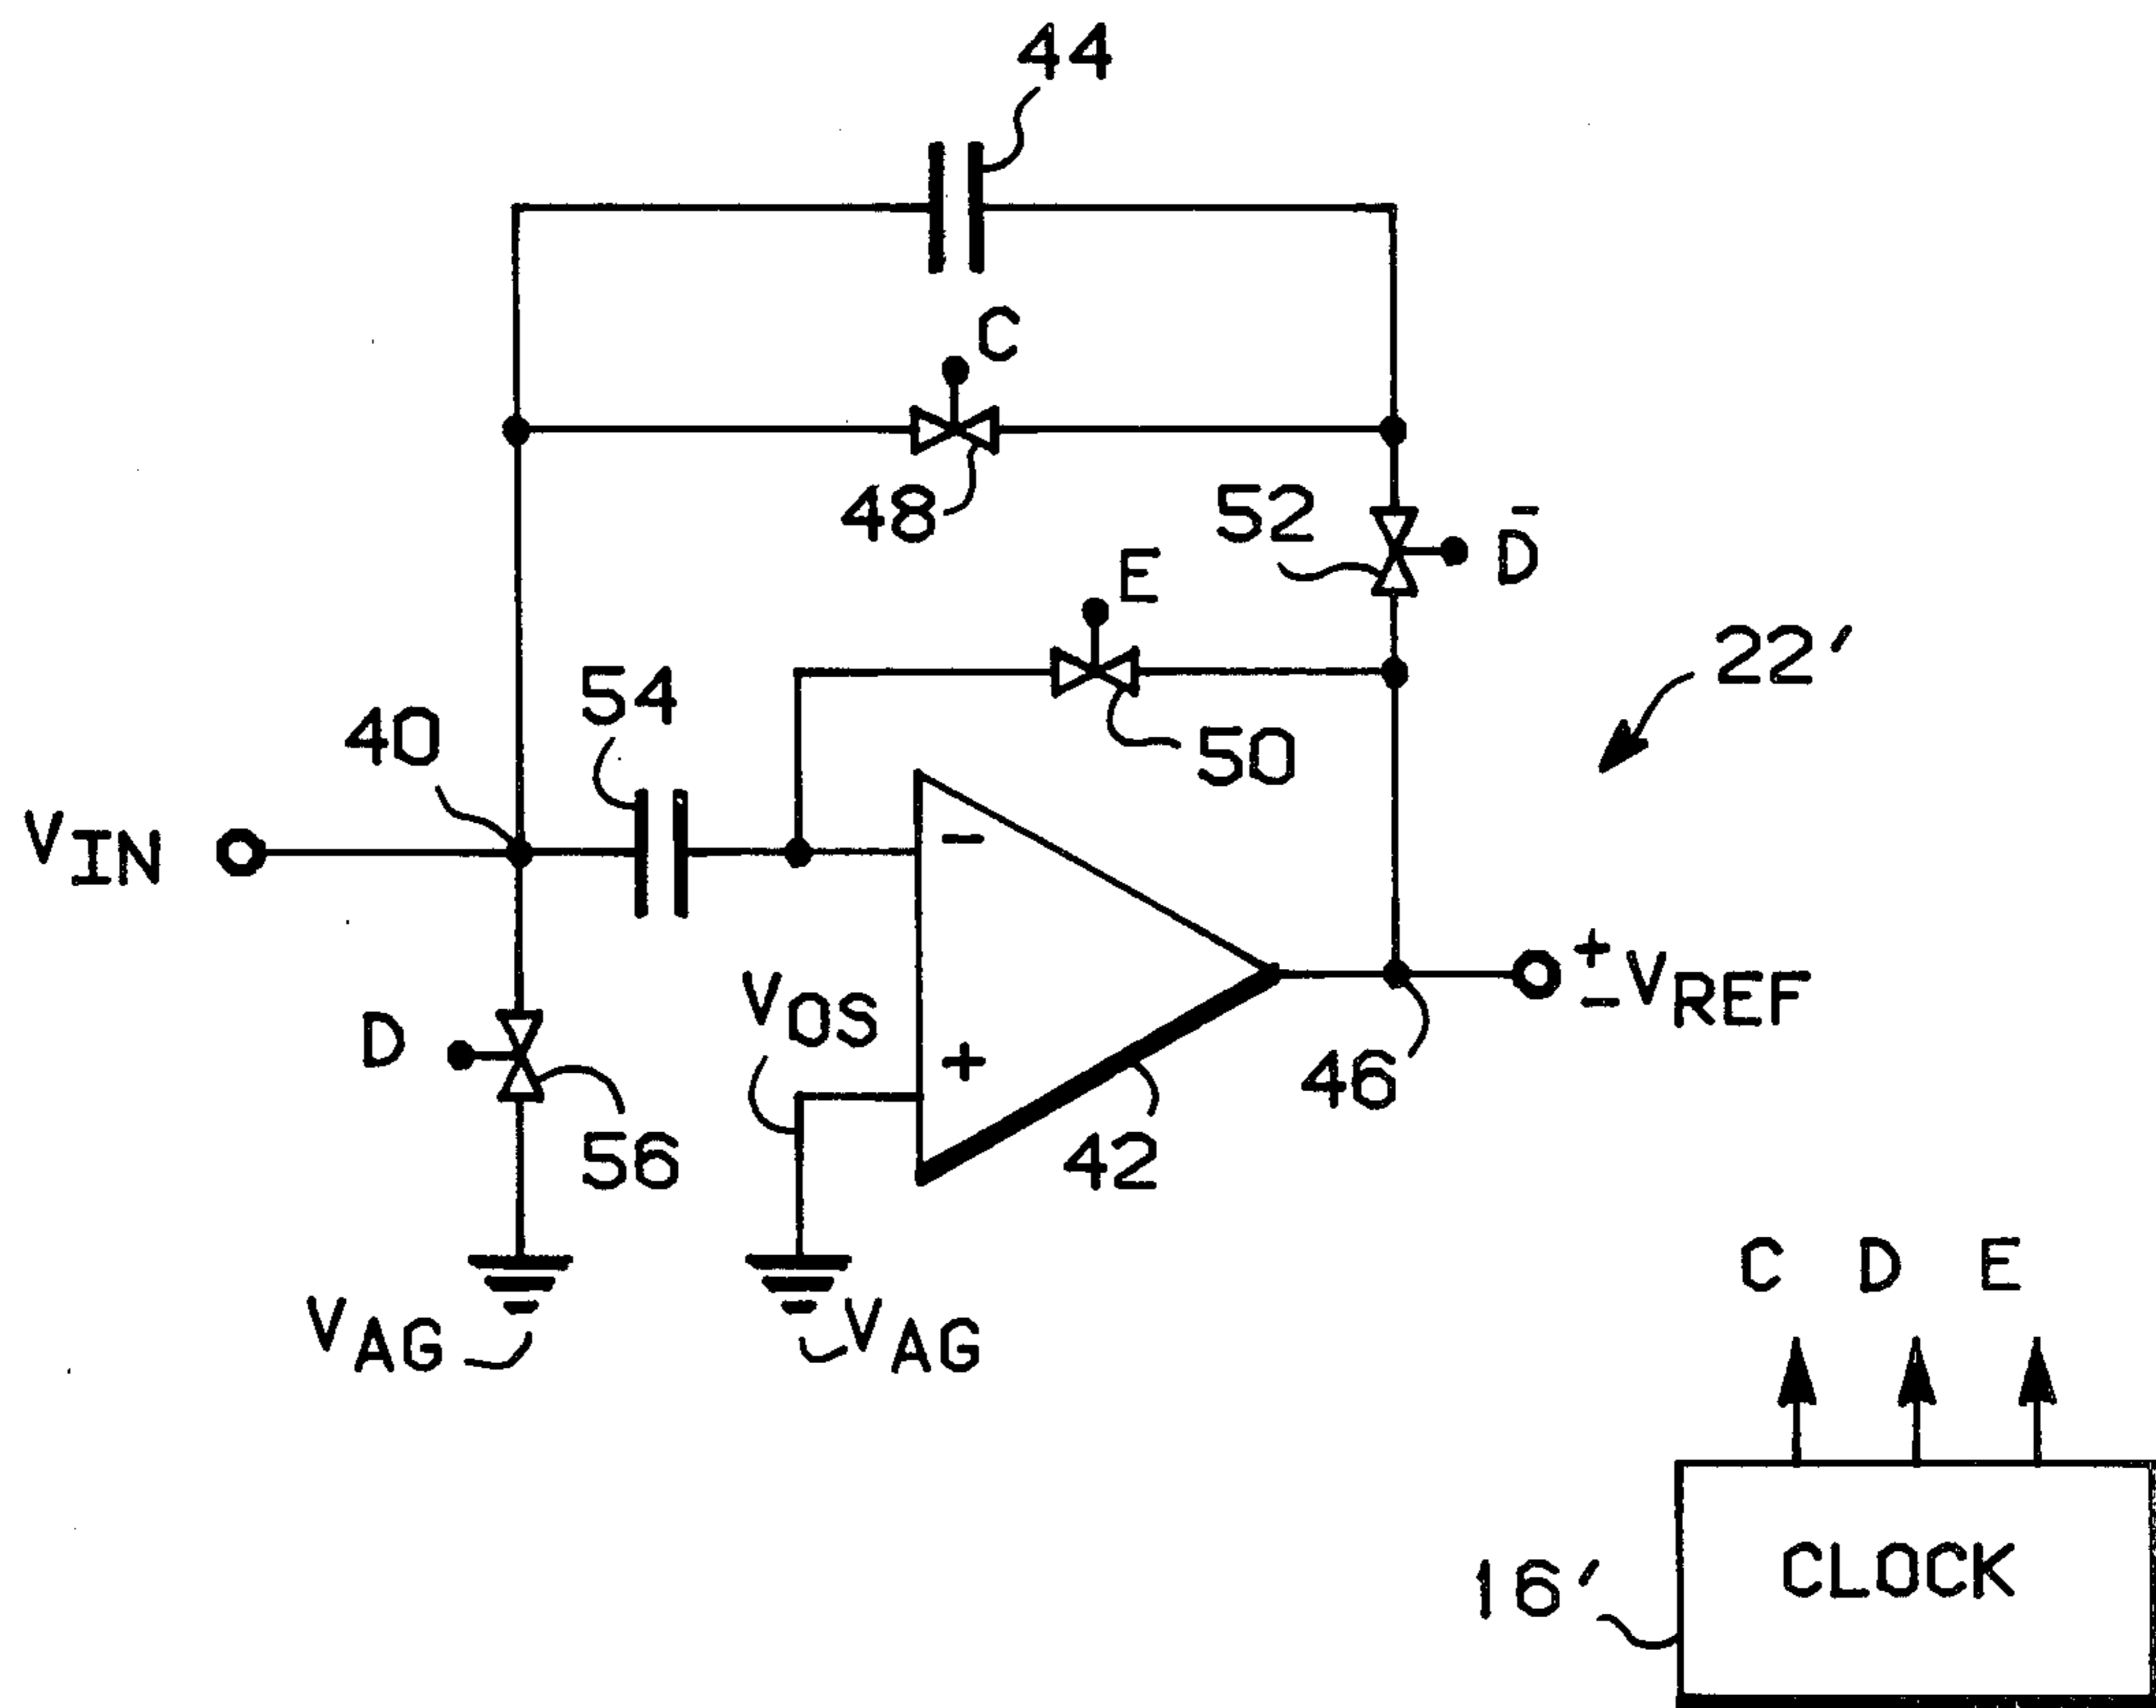 44
C
48
52
D̄
E
22'
54
40
50
VIN
±VREF
VOS
D
-
+
46
56
42
C D E
VAG
VAG
16'
CLOCK